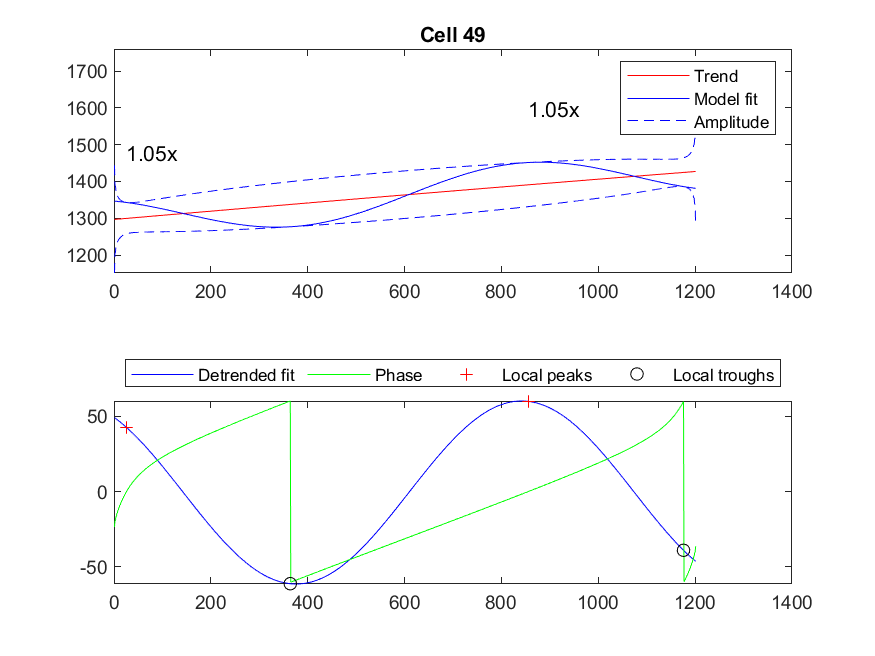 Cell 49
1700
1600
1500
1400
1300
1200
1.05x
1.05x
Trend
Model fit
Amplitude
0 200 400 600 800 1000 1200 1400
Detrended fit Phase Local peaks Local troughs
50
0
-50
0 200 400 600 800 1000 1200 1400